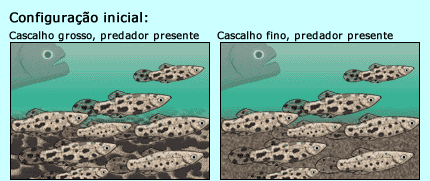 Configuração inicial:
Cascalho grosso, predador presente
Cascalho fino, predador presente